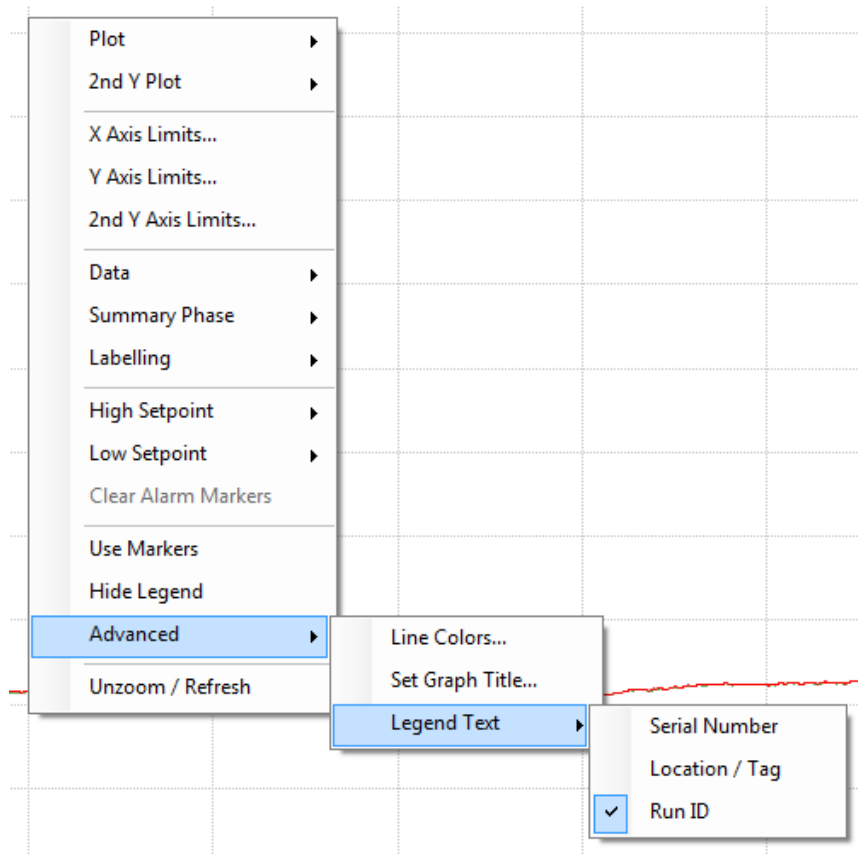 Plot
2nd Y Plot
X Axis Limits...
Y Axis Limits...
2nd Y Axis Limits...
Data
Summary Phase
Labelling
High Setpoint
Low Setpoint
Clear Alarm Markers
Use Markers
Hide Legend
Advanced
Unzoom / Refresh
Line Colors...
Set Graph Title...
Legend Text
Serial Number
Location / Tag
Run ID